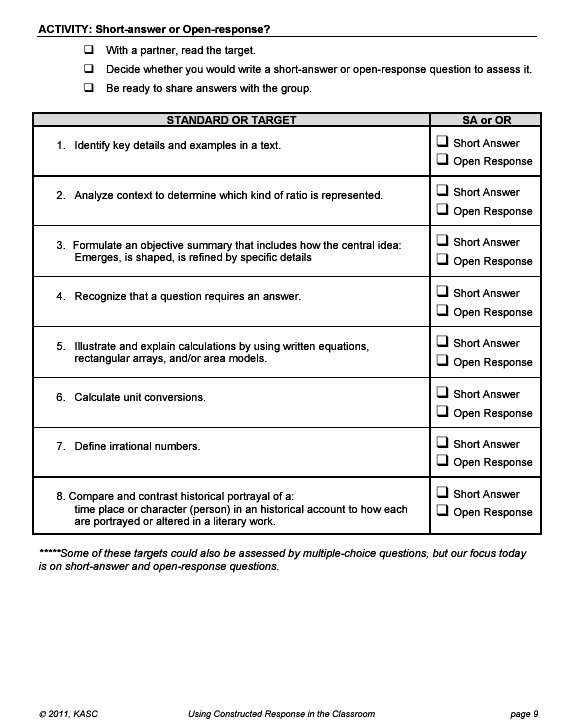 ACTIVITY: Short-answer or Open-response?
❑ With a partner, read the target.
❑ Decide whether you would write a short-answer or open-response question to assess it.
❑ Be ready to share answers with the group.
STANDARD OR TARGET SA or OR
1. Identify key details and examples in a text.
❑ Short Answer
❑ Open Response
2. Analyze context to determine which kind of ratio is represented.
❑ Short Answer
❑ Open Response
3. Formulate an objective summary that includes how the central idea:
Emerges, is shaped, is refined by specific details
❑ Short Answer
❑ Open Response
4. Recognize that a question requires an answer.
❑ Short Answer
❑ Open Response
5. Illustrate and explain calculations by using written equations,
rectangular arrays, and/or area models.
❑ Short Answer
❑ Open Response
6. Calculate unit conversions.
❑ Short Answer
❑ Open Response
7. Define irrational numbers.
❑ Short Answer
❑ Open Response
8. Compare and contrast historical portrayal of a:
time place or character (person) in an historical account to how each
are portrayed or altered in a literary work.
❑ Short Answer
❑ Open Response
*****Some of these targets could also be assessed by multiple-choice questions, but our focus today
is on short-answer and open-response questions.
© 2011, KASC Using Constructed Response in the Classroom page 9